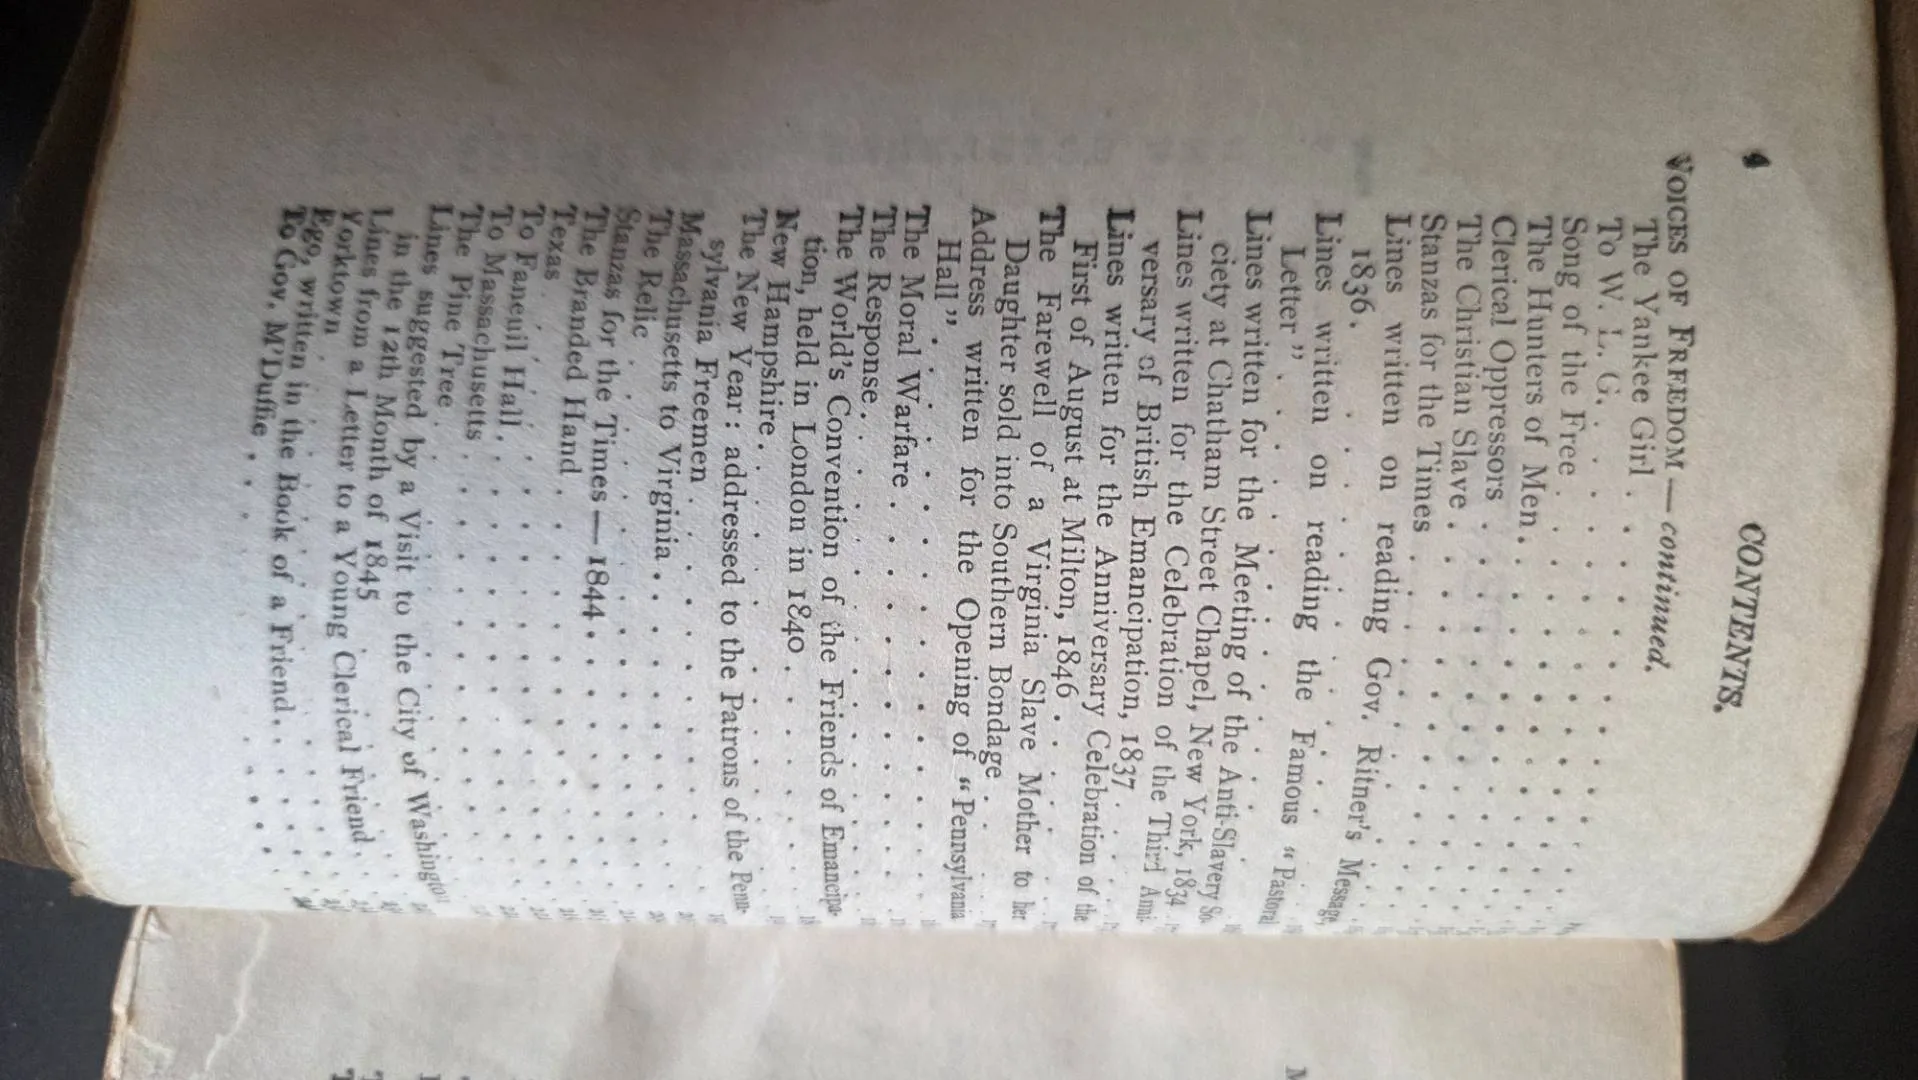 4 CONTENTS.
VOICES OF FREEDOM — continued.
The Yankee Girl . . . . . . . .
To W. L. G. . . . . . . . . .
Song of the Free . . . . . . . .
The Hunters of Men . . . . . . . .
Clerical Oppressors . . . . . . . .
The Christian Slave . . . . . . . .
Stanzas for the Times . . . . . . . .
Lines written on reading Gov. Ritner's Message,
1836 . . . . . . . . . .
Lines written on reading the Famous “Pastoral
Letter” . . . . . . . . . .
Lines written for the Meeting of the Anti-Slavery So-
ciety at Chatham Street Chapel, New York, 1834
Lines written for the Celebration of the Third Anni-
versary of British Emancipation, 1837 . . . .
Lines written for the Anniversary Celebration of the
First of August at Milton, 1846 . . . . . .
The Farewell of a Virginia Slave Mother to her
Daughter sold into Southern Bondage . . . .
Address written for the Opening of “Pennsylvania
Hall” . . . . . . . . . .
The Moral Warfare . . . . . . . .
The Response . . . . . . . . .
The World's Convention of the Friends of Emancipa-
tion, held in London in 1840 . . . . . .
New Hampshire . . . . . . . . .
The New Year: addressed to the Patrons of the Penn-
sylvania Freemen . . . . . . . .
Massachusetts to Virginia . . . . . . .
The Relic . . . . . . . . . .
Stanzas for the Times — 1844 . . . . . .
The Branded Hand . . . . . . . .
Texas . . . . . . . . . .
To Faneuil Hall . . . . . . . . .
To Massachusetts . . . . . . . .
The Pine Tree . . . . . . . . .
Lines suggested by a Visit to the City of Washington
in the 12th Month of 1845 . . . . . .
Lines from a Letter to a Young Clerical Friend . .
Yorktown . . . . . . . . . .
Ego, written in the Book of a Friend . . . . .
To Gov. M'Duffie . . . . . . . .